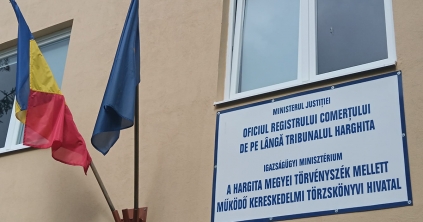 MINISTERUL JUSTIȚIEI
OFICIUL REGISTRULUI COMERȚULUI
DE PE LÂNGĂ TRIBUNALUL HARGHITA
IGAZSÁGÜGYI MINISZTÉRIUM
A HARGITA MEGYEI TÖRVÉNYSZÉK MELLETT
MŰKÖDŐ KERESKEDELMI TÖRZSKÖNYVI HIVATAL